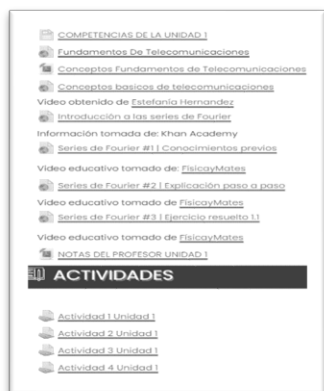 COMPETENCIAS DE LA UNIDAD 1
Fundamentos De Telecomunicaciones
Conceptos Fundamentos de Telecomunicaciones
Conceptos basicos de telecomunicaciones
Video obtenido de Estefanía Hernandez
Introducción a las series de Fourier
Información tomada de: Khan Academy
Series de Fourier #1 | Conocimientos previos
Video educativo tomado de: FisicayMates
Series de Fourier #2 | Explicación paso a paso
Video educativo tomado de FisicayMates
Series de Fourier #3 | Ejercicio resuelto 1.1
Video educativo tomado de FisicayMates
NOTAS DEL PROFESOR UNIDAD 1
ACTIVIDADES
Actividad 1 Unidad 1
Actividad 2 Unidad 1
Actividad 3 Unidad 1
Actividad 4 Unidad 1